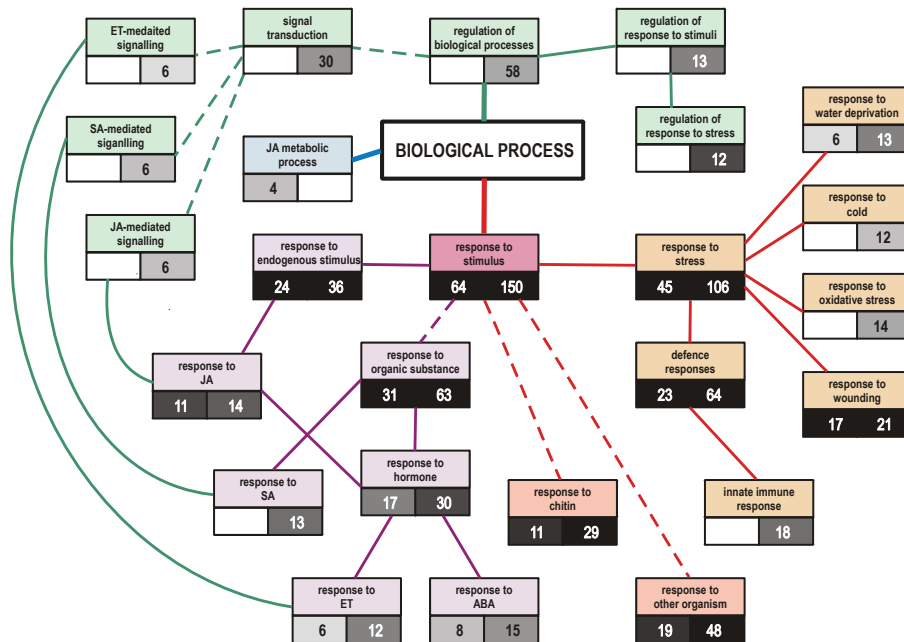 ET-medaited
signalling
6
signal
transduction
30
regulation of
biological processes
58
regulation of
response to stimuli
13
SA-mediated
siganlling
6
JA metabolic
process
4
BIOLOGICAL PROCESS
regulation of
response to stress
12
response to
water deprivation
6 13
response to
cold
12
JA-mediated
signalling
6
response to
endogenous stimulus
24 36
response to
stimulus
64 150
response to
stress
45 106
response to
oxidative stress
14
response to
JA
11 14
response to
organic substance
31 63
defence
responses
23 64
response to
wounding
17 21
response to
SA
13
response to
hormone
17 30
response to
chitin
11 29
innate immune
response
18
response to
ET
6 12
response to
ABA
8 15
response to
other organism
19 48